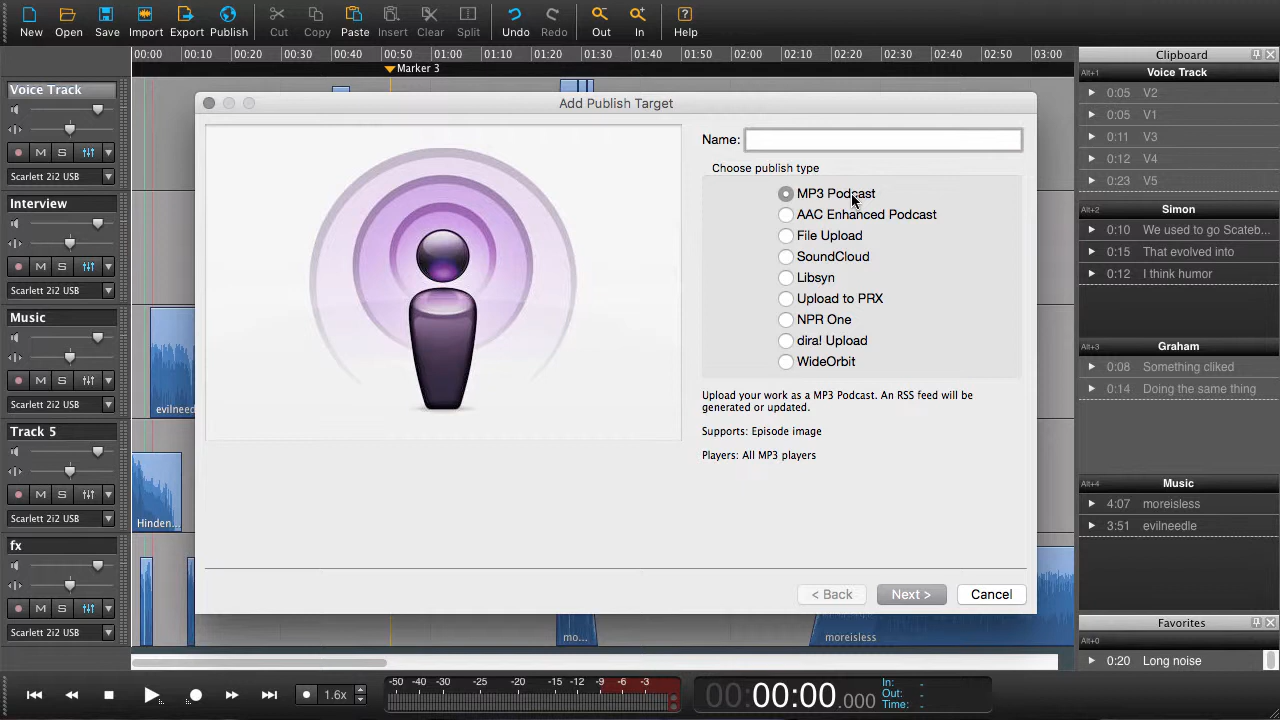 New Open Save Import Export Publish Cut Copy Paste Insert Clear Split Undo Redo Out In Help
00:00 00:10 00:20 00:30 00:40 00:50 01:00 01:10 01:20 01:30 01:40 01:50 02:00 02:10 02:20 02:30 02:40 02:50 03:00
Marker 3
Voice Track
M S
Scarlett 2i2 USB
Interview
M S
Scarlett 2i2 USB
Music
M S
Scarlett 2i2 USB
evilneed
Track 5
M S
Scarlett 2i2 USB
Hinden...
fx
M S
Scarlett 2i2 USB
mo...
moreisless
Add Publish Target
Name:
Choose publish type
MP3 Podcast
AAC Enhanced Podcast
File Upload
SoundCloud
Libsyn
Upload to PRX
NPR One
dira! Upload
WideOrbit
Upload your work as a MP3 Podcast. An RSS feed will be
generated or updated.
Supports: Episode image
Players: All MP3 players
< Back Next > Cancel
Clipboard
Alt+1 Voice Track
0:05 V2
0:05 V1
0:11 V3
0:12 V4
0:23 V5
Alt+2 Simon
0:10 We used to go Scateb...
0:15 That evolved into
0:12 I think humor
Alt+3 Graham
0:08 Something cliked
0:14 Doing the same thing
Alt+4 Music
4:07 moreisless
3:51 evilneedle
Favorites
Alt+0
0:20 Long noise
1.6x
-50 -40 -30 -25 -20 -15 -12 -9 -6 -3
00:00:00.000
In: -
Out: -
Time: -